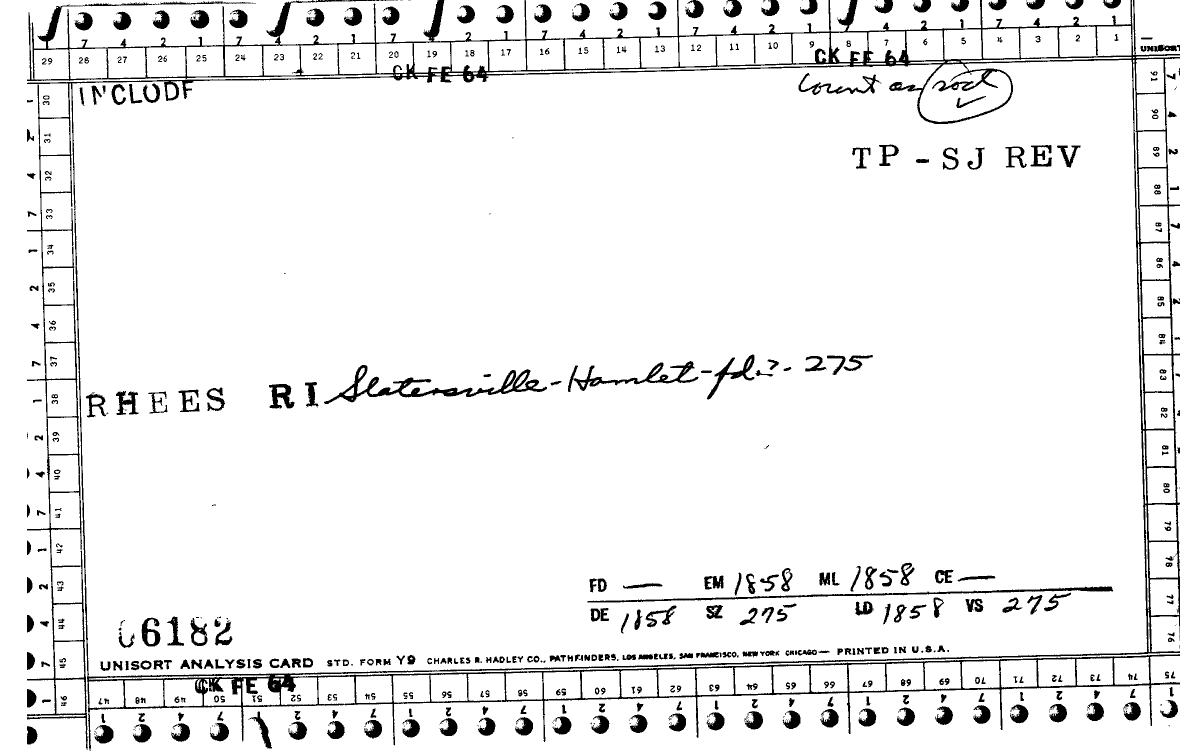 7 4 2 1 7 4 2 1 7 4 2 1 7 4 2 1 7 4 2 1 7 4 2 1
29 28 27 26 25 24 23 22 21 20 19 18 17 16 15 14 13 12 11 10 9 8 7 6 5 4 3 2 1
UNISORT
CK FE 64
CK FE 64
INCLUDE
Count as
TP - SJ REV
30 31 32 33 34 35 36 37 38 39 40 41 42 43 44 45 46
91 90 89 88 87 86 85 84 83 82 81 80 79 78 77 76
RHEES RI Slatersville-Hamlet-fd.?- 275
FD — EM 1858 ML 1858 CE —
DE 1858 SZ 275 LD 1858 VS 275
06182
UNISORT ANALYSIS CARD STD. FORM Y9 CHARLES R. HADLEY CO., PATHFINDERS, LOS ANGELES, SAN FRANCISCO, NEW YORK CHICAGO — PRINTED IN U.S.A.
CK FE 64
47 48 49 50 51 52 53 54 55 56 57 58 59 60 61 62 63 64 65 66 67 68 69 70 71 72 73 74 75